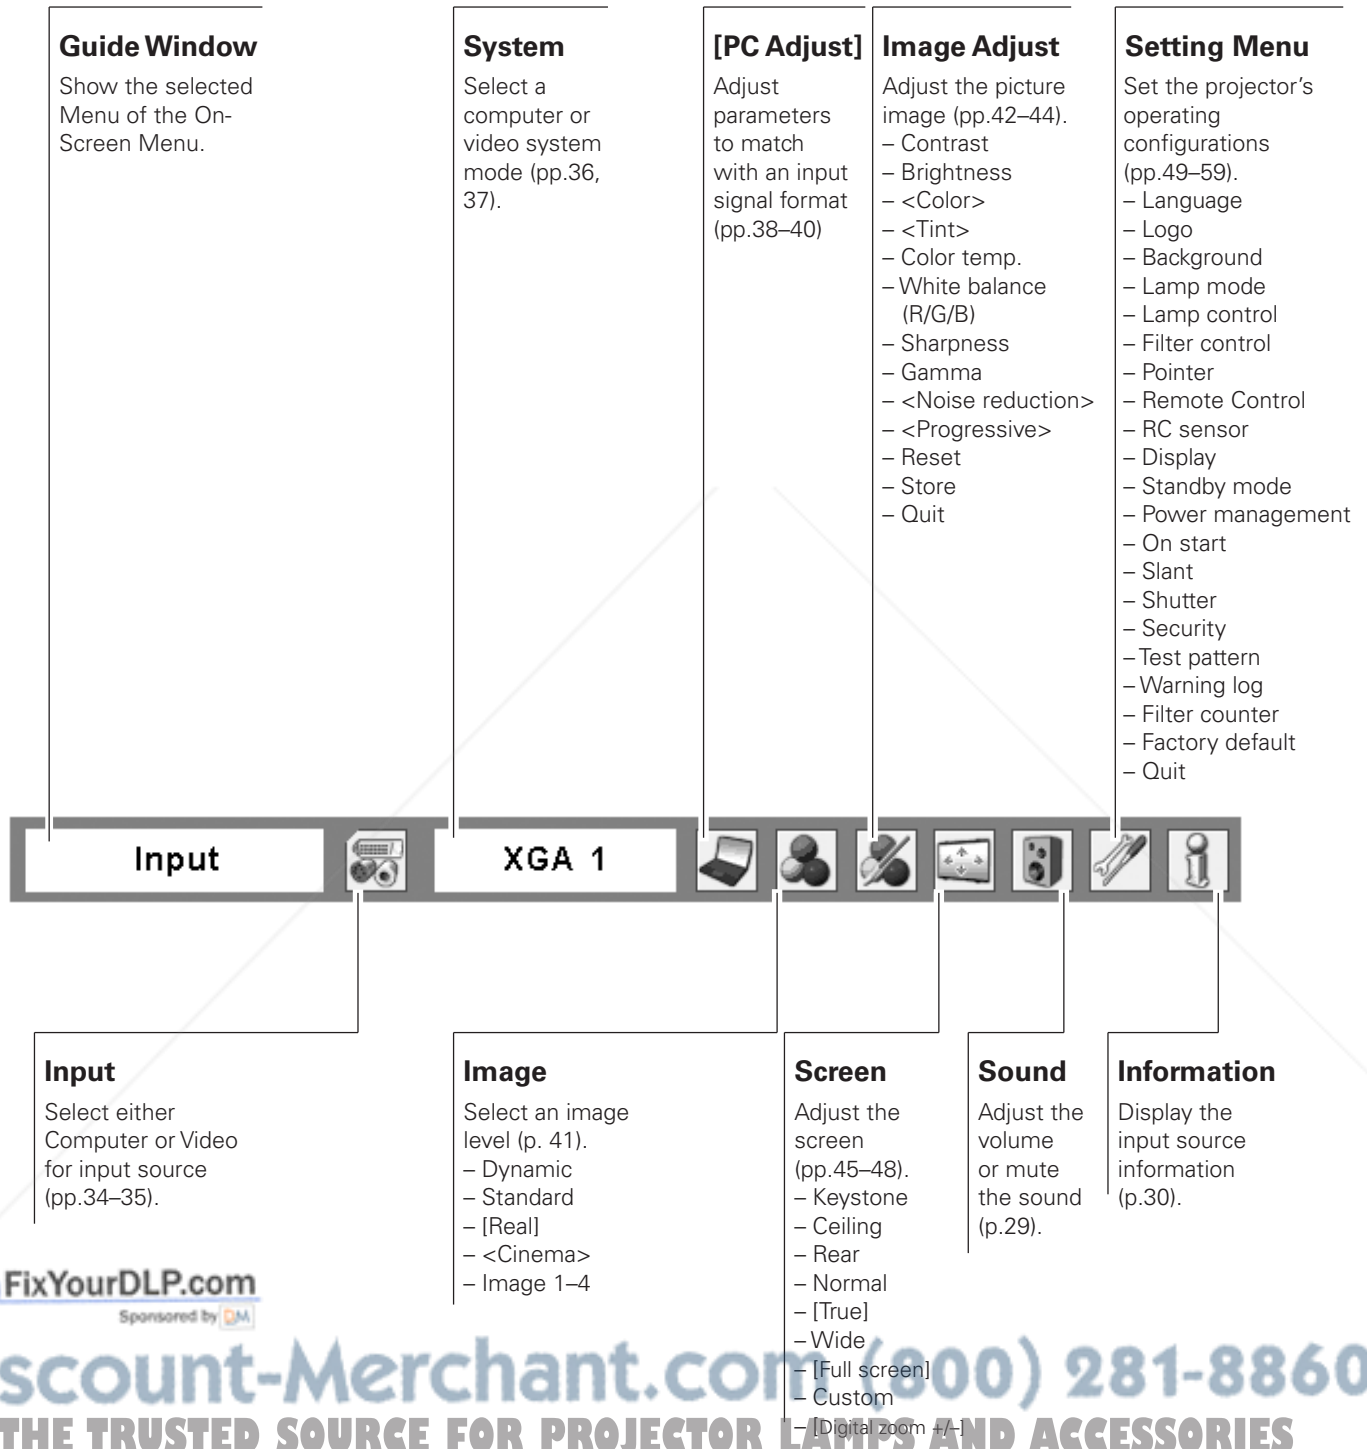 Guide Window
Show the selected
Menu of the On-
Screen Menu.
System
Select a
computer or
video system
mode (pp.36,
37).
[PC Adjust]
Adjust
parameters
to match
with an input
signal format
(pp.38–40)
Image Adjust
Adjust the picture
image (pp.42–44).
– Contrast
– Brightness
– <Color>
– <Tint>
– Color temp.
– White balance
(R/G/B)
– Sharpness
– Gamma
– <Noise reduction>
– <Progressive>
– Reset
– Store
– Quit
Setting Menu
Set the projector's
operating
configurations
(pp.49–59).
– Language
– Logo
– Background
– Lamp mode
– Lamp control
– Filter control
– Pointer
– Remote Control
– RC sensor
– Display
– Standby mode
– Power management
– On start
– Slant
– Shutter
– Security
– Test pattern
– Warning log
– Filter counter
– Factory default
– Quit
Input
XGA 1
Input
Select either
Computer or Video
for input source
(pp.34–35).
Image
Select an image
level (p. 41).
– Dynamic
– Standard
– [Real]
– <Cinema>
– Image 1–4
Screen
Adjust the
screen
(pp.45–48).
– Keystone
– Ceiling
– Rear
– Normal
– [True]
– Wide
– [Full screen]
– Custom
– [Digital zoom +/–]
Sound
Adjust the
volume
or mute
the sound
(p.29).
Information
Display the
input source
information
(p.30).
FixYourDLP.com
Sponsored by DM
scount-Merchant.com (800) 281-8860
THE TRUSTED SOURCE FOR PROJECTOR LAMPS AND ACCESSORIES